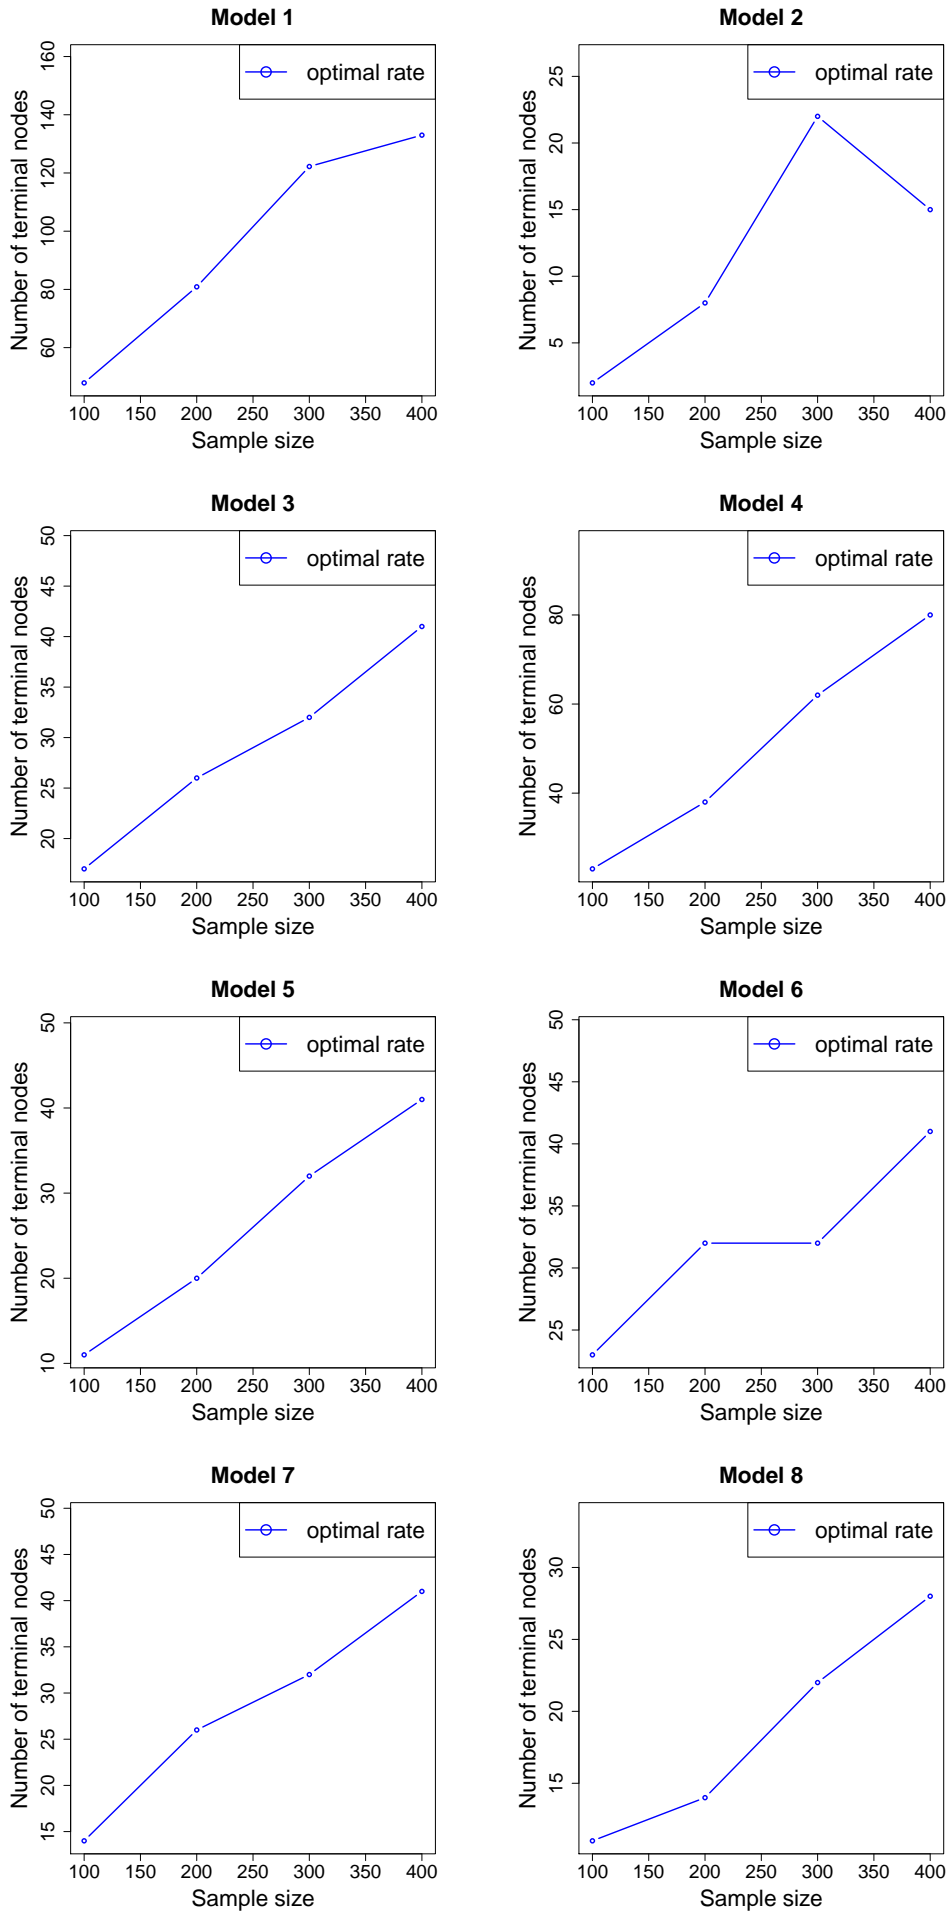 Model 1
optimal rate
Number of terminal nodes
160
140
120
100
80
60
100 150 200 250 300 350 400
Sample size
Model 2
optimal rate
Number of terminal nodes
25
20
15
10
5
100 150 200 250 300 350 400
Sample size
Model 3
optimal rate
Number of terminal nodes
50
45
40
35
30
25
20
100 150 200 250 300 350 400
Sample size
Model 4
optimal rate
Number of terminal nodes
80
60
40
100 150 200 250 300 350 400
Sample size
Model 5
optimal rate
Number of terminal nodes
50
40
30
20
10
100 150 200 250 300 350 400
Sample size
Model 6
optimal rate
Number of terminal nodes
50
45
40
35
30
25
100 150 200 250 300 350 400
Sample size
Model 7
optimal rate
Number of terminal nodes
50
45
40
35
30
25
20
15
100 150 200 250 300 350 400
Sample size
Model 8
optimal rate
Number of terminal nodes
30
25
20
15
100 150 200 250 300 350 400
Sample size